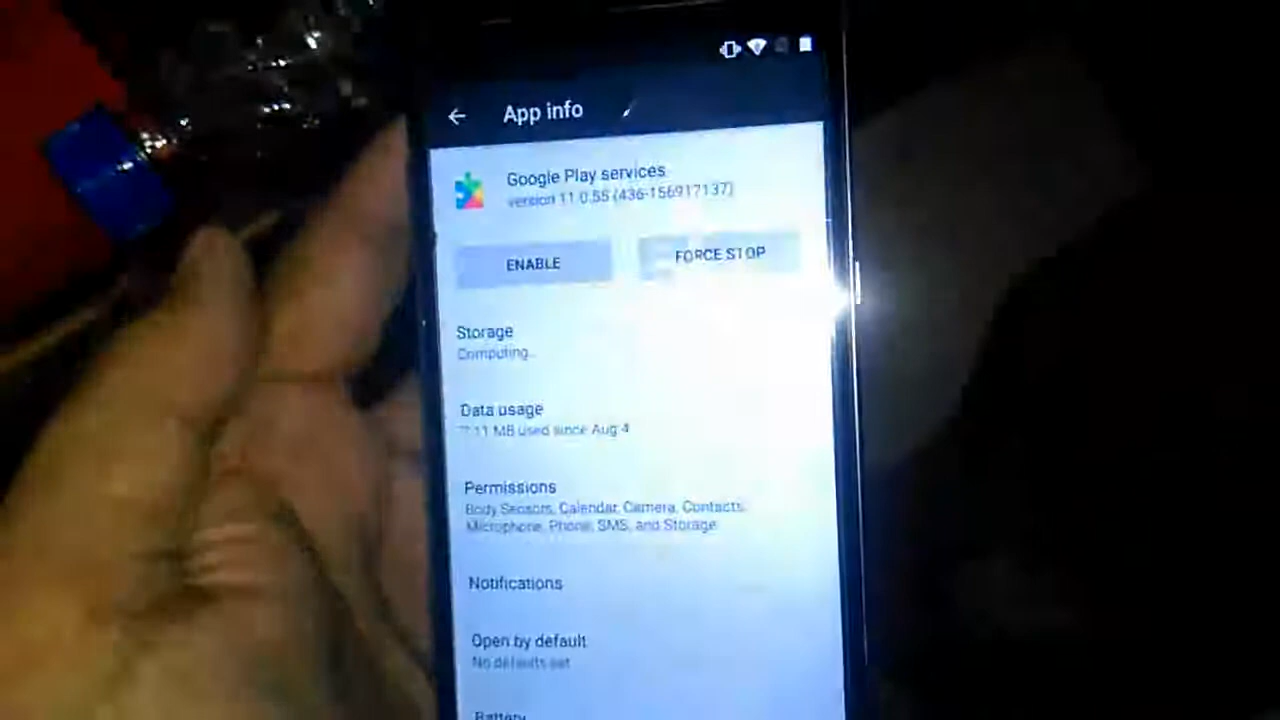 App info
Google Play services
version 11.0.55 (436-156917137)
ENABLE
FORCE STOP
Storage
Computing...
Data usage
11 MB used since Aug 4
Permissions
Body Sensors, Calendar, Camera, Contacts,
Microphone, Phone, SMS, and Storage
Notifications
Open by default
No defaults set
Battery